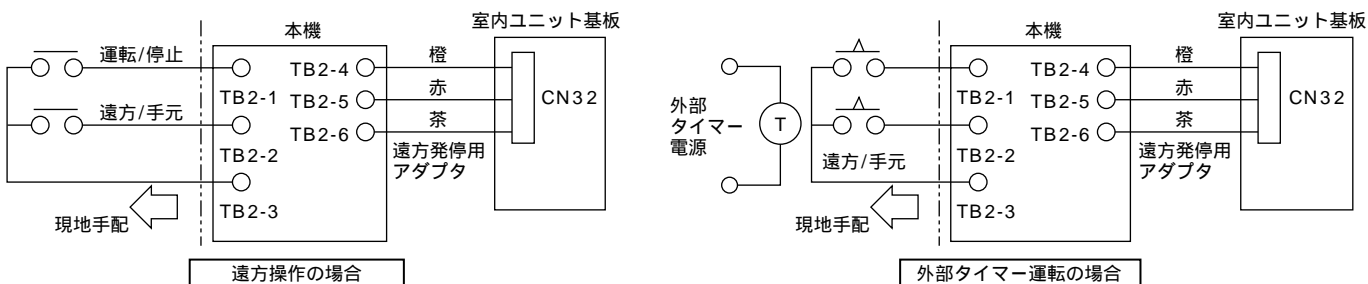 本機
室内ユニット基板
運転/停止
TB2-4
橙
TB2-1
TB2-5
赤
CN32
遠方/手元
TB2-6
茶
TB2-2
遠方発停用
アダプタ
TB2-3
現地手配
遠方操作の場合
本機
室内ユニット基板
TB2-4
橙
外部
タイマー
電源
T
TB2-1
TB2-5
赤
CN32
TB2-6
茶
遠方/手元
TB2-2
遠方発停用
アダプタ
TB2-3
現地手配
外部タイマー運転の場合